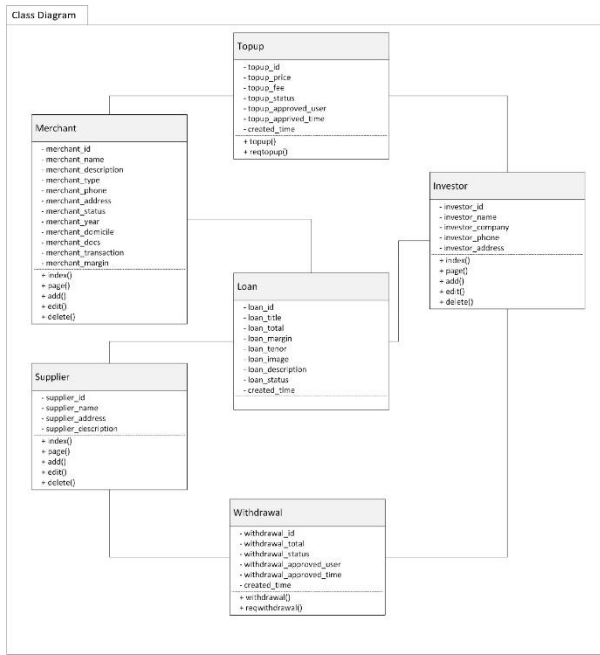 Class Diagram
Topup
- topup_id
- topup_price
- topup_fee
- topup_status
- topup_approved_user
- topup_apprived_time
- created_time
+ topup()
+ reqtopup()
Merchant
- merchant_id
- merchant_name
- merchant_description
- merchant_type
- merchant_phone
- merchant_address
- merchant_status
- merchant_year
- merchant_domicile
- merchant_docs
- merchant_transaction
- merchant_margin
+ index()
+ page()
+ add()
+ edit()
+ delete()
Investor
- investor_id
- investor_name
- investor_company
- investor_phone
- investor_address
+ index()
+ page()
+ add()
+ edit()
+ delete()
Loan
- loan_id
- loan_title
- loan_total
- loan_margin
- loan_tenor
- loan_image
- loan_description
- loan_status
- created_time
Supplier
- supplier_id
- supplier_name
- supplier_address
- supplier_description
+ index()
+ page()
+ add()
+ edit()
+ delete()
Withdrawal
- withdrawal_id
- withdrawal_total
- withdrawal_status
- withdrawal_approved_user
- withdrawal_approved_time
- created_time
+ withdrawal()
+ reqwithdrawal()